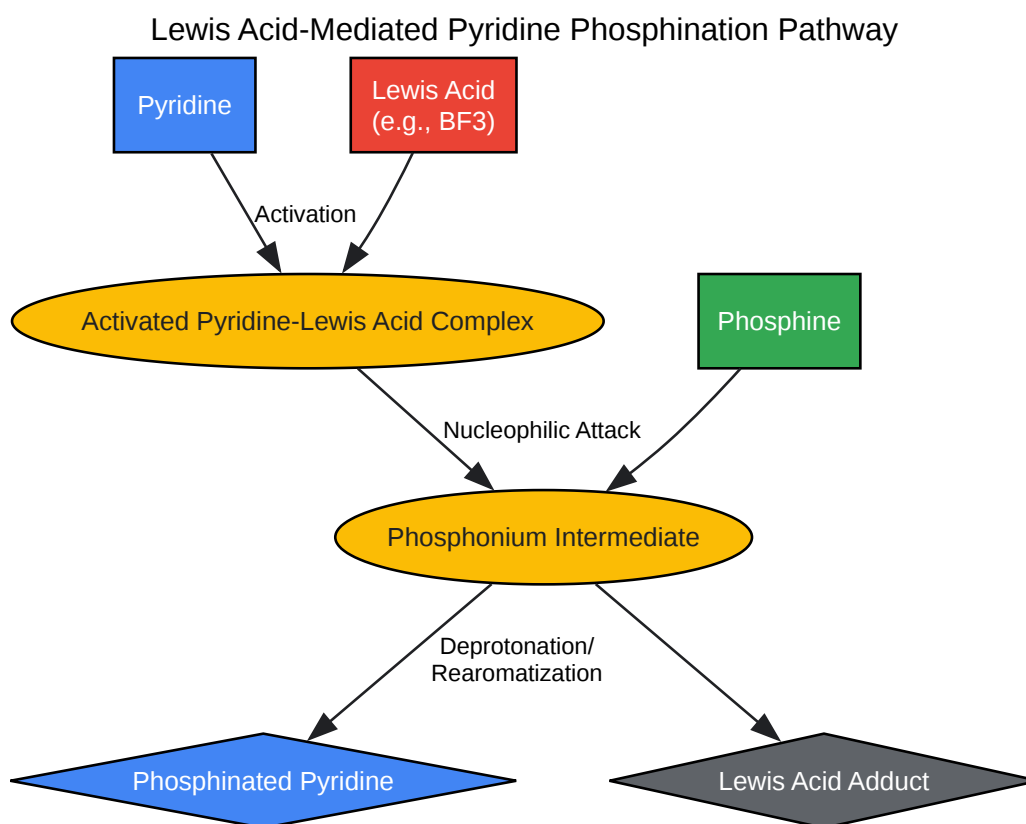 Lewis Acid-Mediated Pyridine Phosphination Pathway
Pyridine
Lewis Acid
(e.g., BF3)
Activation
Activated Pyridine-Lewis Acid Complex
Phosphine
Nucleophilic Attack
Phosphonium Intermediate
Deprotonation/
Rearomatization
Phosphinated Pyridine
Lewis Acid Adduct